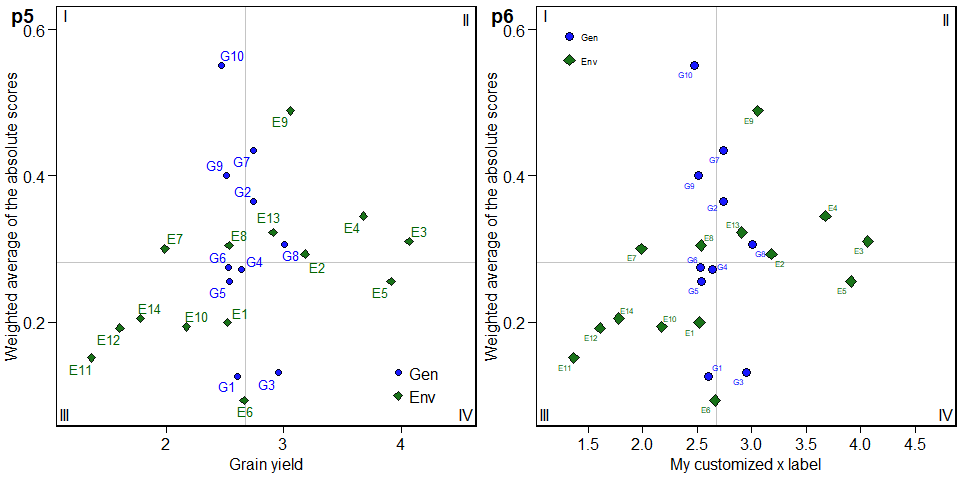 p5
I
II
0.6
0.4
0.2
Weighted average of the absolute scores
G10
E9
G7
G9
G2
E13
E4
E3
E7
E8
G8
G6
G4
E2
G5
E5
E14
E10
E1
E12
E11
G1
G3
E6
Gen
Env
III
IV
2
3
4
Grain yield
p6
I
II
0.6
0.4
0.2
Weighted average of the absolute scores
Gen
Env
G10
E9
G7
G9
G2
E4
E13
E3
E8
E7
G8
G6
G4
E2
G5
E5
E14
E10
E12
E1
E11
G1
G3
E6
III
IV
1.5
2.0
2.5
3.0
3.5
4.0
4.5
My customized x label